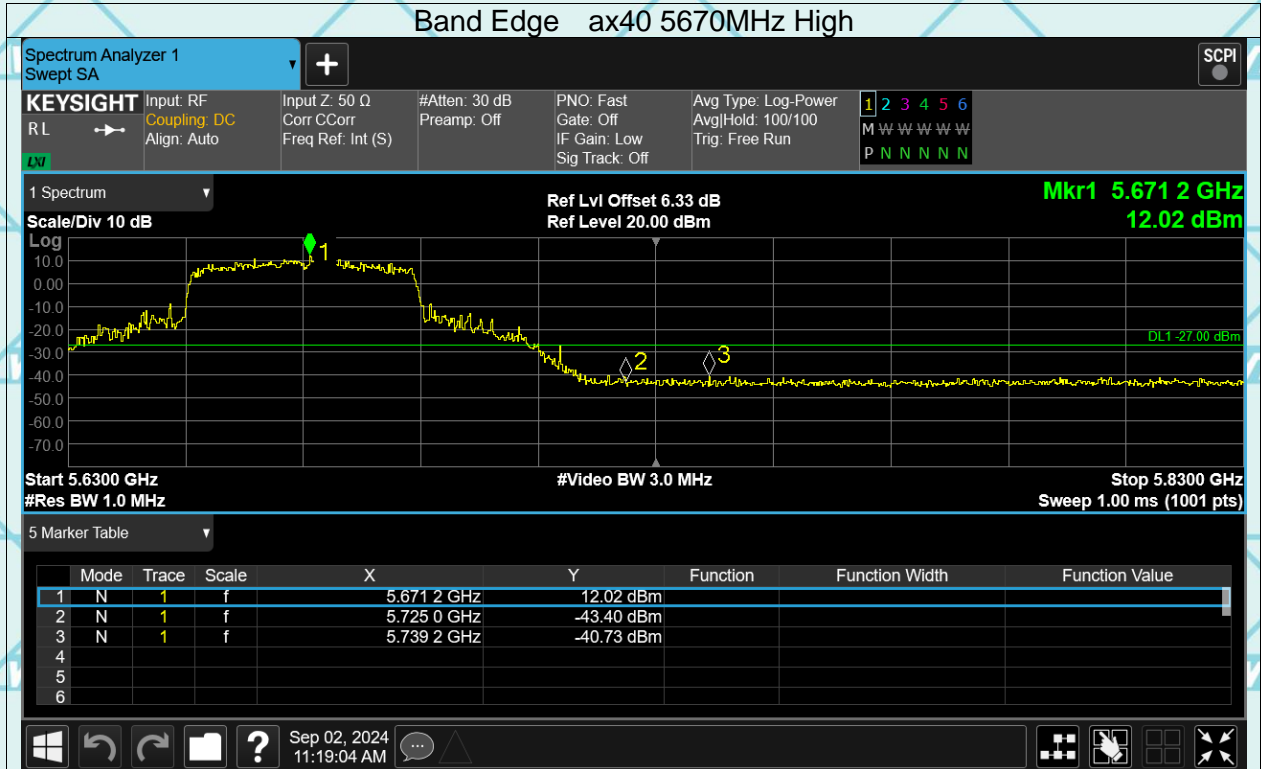 Band Edge ax40 5670MHz High
Spectrum Analyzer 1
Swept SA
+
SCPI
KEYSIGHT
RL
LXI
Input: RF
Coupling: DC
Align: Auto
Input Z: 50 Ω
Corr CCorr
Freq Ref: Int (S)
#Atten: 30 dB
Preamp: Off
PNO: Fast
Gate: Off
IF Gain: Low
Sig Track: Off
Avg Type: Log-Power
Avg|Hold: 100/100
Trig: Free Run
1 2 3 4 5 6
M W W W W W W
P N N N N N N
1 Spectrum
Scale/Div 10 dB
Ref Lvl Offset 6.33 dB
Ref Level 20.00 dBm
Mkr1 5.671 2 GHz
12.02 dBm
Log
10.0
0.00
-10.0
-20.0
-30.0
-40.0
-50.0
-60.0
-70.0
1
2
3
DL1 -27.00 dBm
Start 5.6300 GHz
#Video BW 3.0 MHz
Stop 5.8300 GHz
#Res BW 1.0 MHz
Sweep 1.00 ms (1001 pts)
5 Marker Table
Mode Trace Scale X Y Function Function Width Function Value
1 N 1 f 5.671 2 GHz 12.02 dBm
2 N 1 f 5.725 0 GHz -43.40 dBm
3 N 1 f 5.739 2 GHz -40.73 dBm
4
5
6
?
Sep 02, 2024
11:19:04 AM